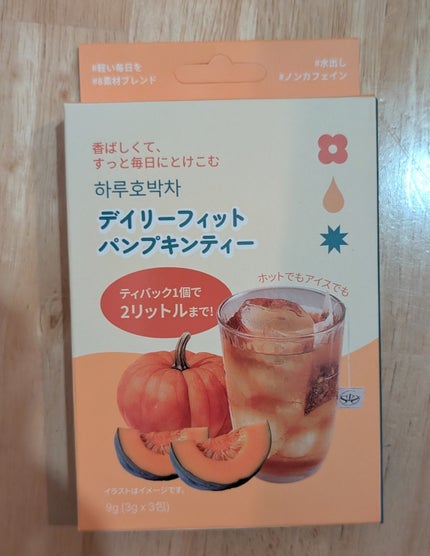 #軽い毎日を
#8素材ブレンド
#水出し
#ノンカフェイン
香ばしくて、
すっと毎日にとけこむ
하루호박차
デイリーフィット
パンプキンティー
ホットでもアイスでも
ティバック1個で
2リットルまで!
イラストはイメージです。
9g (3g x 3包)